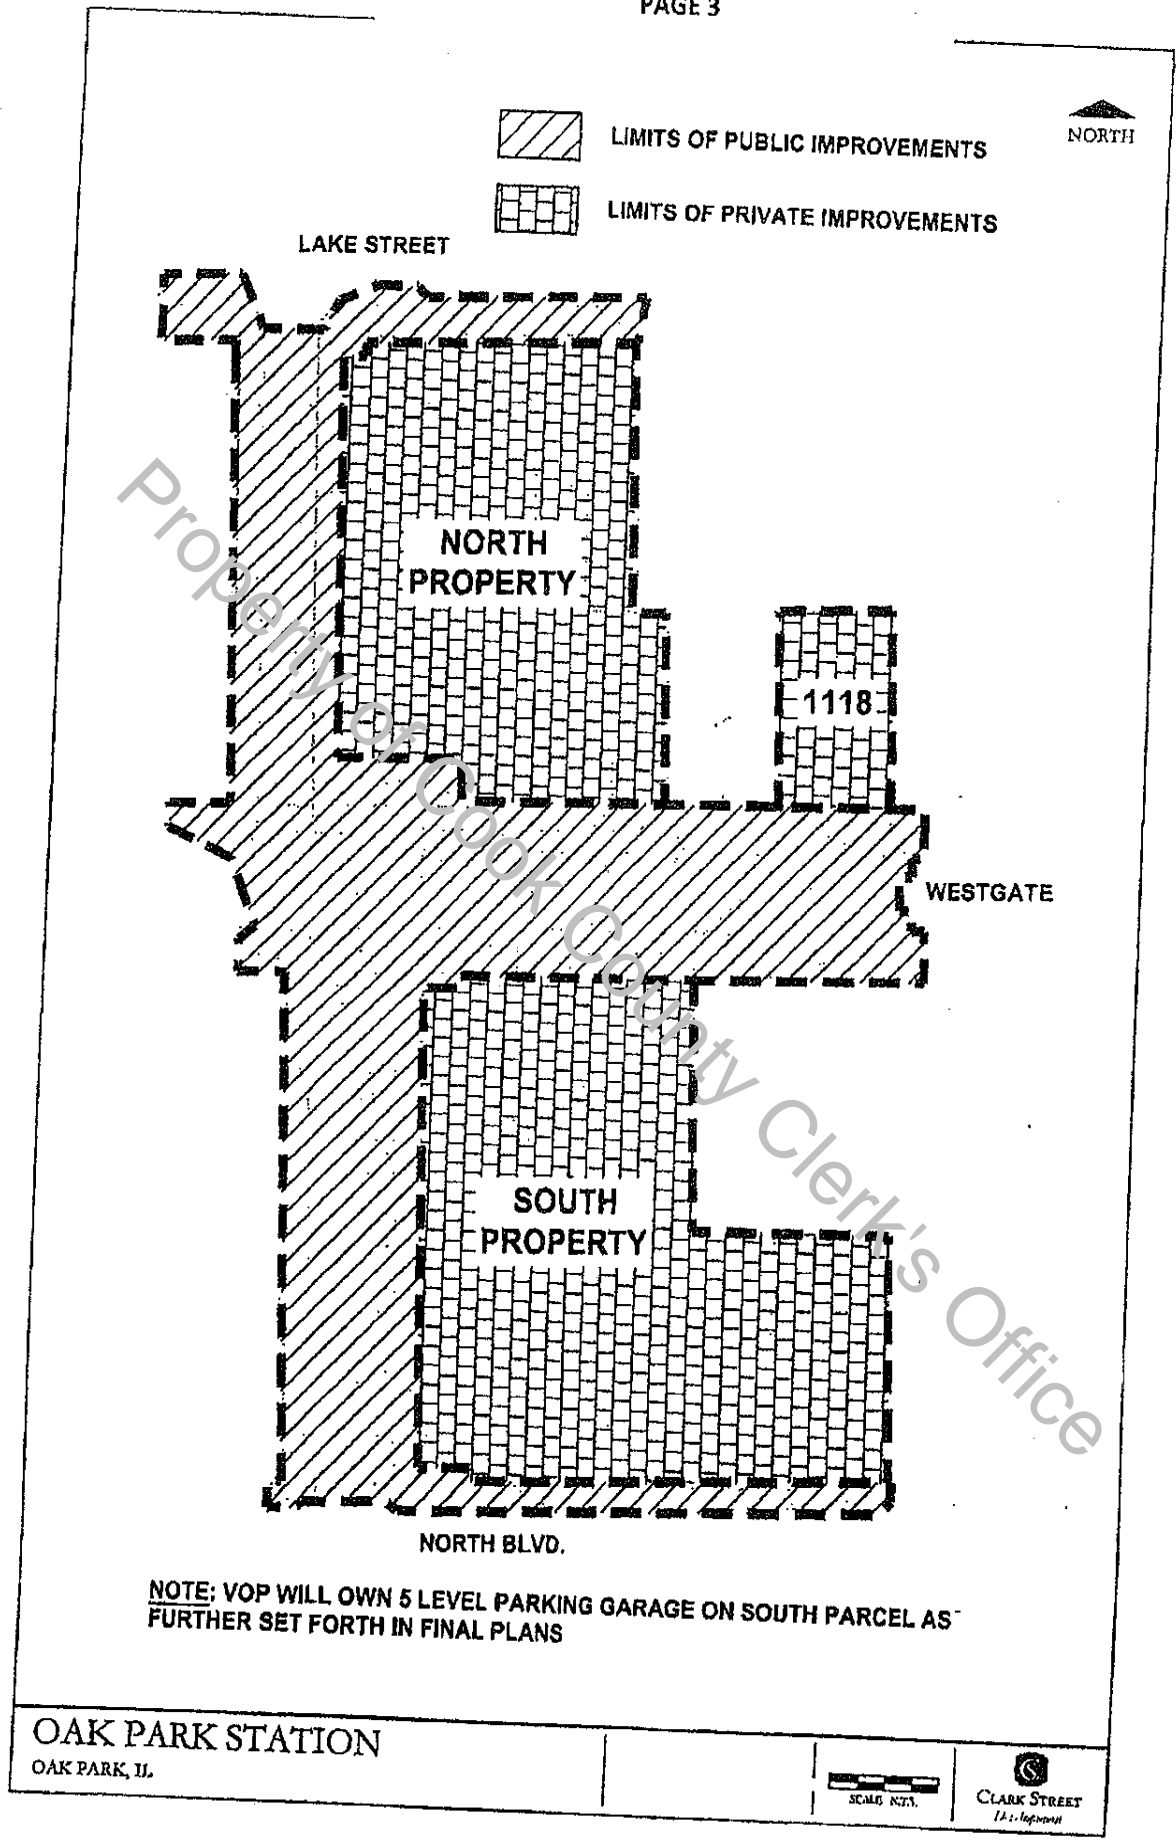 PAGE 3
NORTH
LIMITS OF PUBLIC IMPROVEMENTS
LIMITS OF PRIVATE IMPROVEMENTS
LAKE STREET
NORTH
PROPERTY
1118
WESTGATE
SOUTH
PROPERTY
NORTH BLVD.
NOTE: VOP WILL OWN 5 LEVEL PARKING GARAGE ON SOUTH PARCEL AS
FURTHER SET FORTH IN FINAL PLANS
OAK PARK STATION
OAK PARK, IL.
SCALE N.T.S.
CLARK STREET
Development
Property of Cook County Clerk's Office